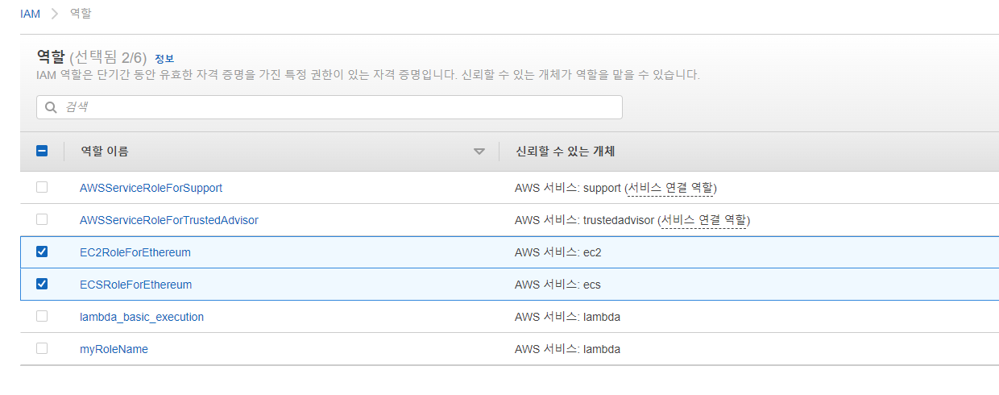 IAM 역할
역할 (선택됨 2/6) 정보
IAM 역할은 단기간 동안 유효한 자격 증명을 가진 특정 권한이 있는 자격 증명입니다. 신뢰할 수 있는 개체가 역할을 맡을 수 있습니다.
검색
역할 이름 신뢰할 수 있는 개체
AWSServiceRoleForSupport AWS 서비스: support (서비스 연결 역할)
AWSServiceRoleForTrustedAdvisor AWS 서비스: trustedadvisor (서비스 연결 역할)
EC2RoleForEthereum AWS 서비스: ec2
ECSRoleForEthereum AWS 서비스: ecs
lambda_basic_execution AWS 서비스: lambda
myRoleName AWS 서비스: lambda